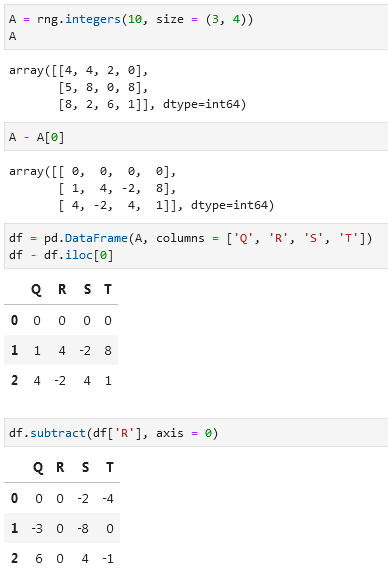 A = rng.integers(10, size = (3, 4))
A
array([[4, 4, 2, 0],
       [5, 8, 0, 8],
       [8, 2, 6, 1]], dtype=int64)
A - A[0]
array([[ 0,  0,  0,  0],
       [ 1,  4, -2,  8],
       [ 4, -2,  4,  1]], dtype=int64)
df = pd.DataFrame(A, columns = ['Q', 'R', 'S', 'T'])
df - df.iloc[0]
Q R S T
0 0 0 0 0
1 1 4 -2 8
2 4 -2 4 1
df.subtract(df['R'], axis = 0)
Q R S T
0 0 0 -2 -4
1 -3 0 -8 0
2 6 0 4 -1